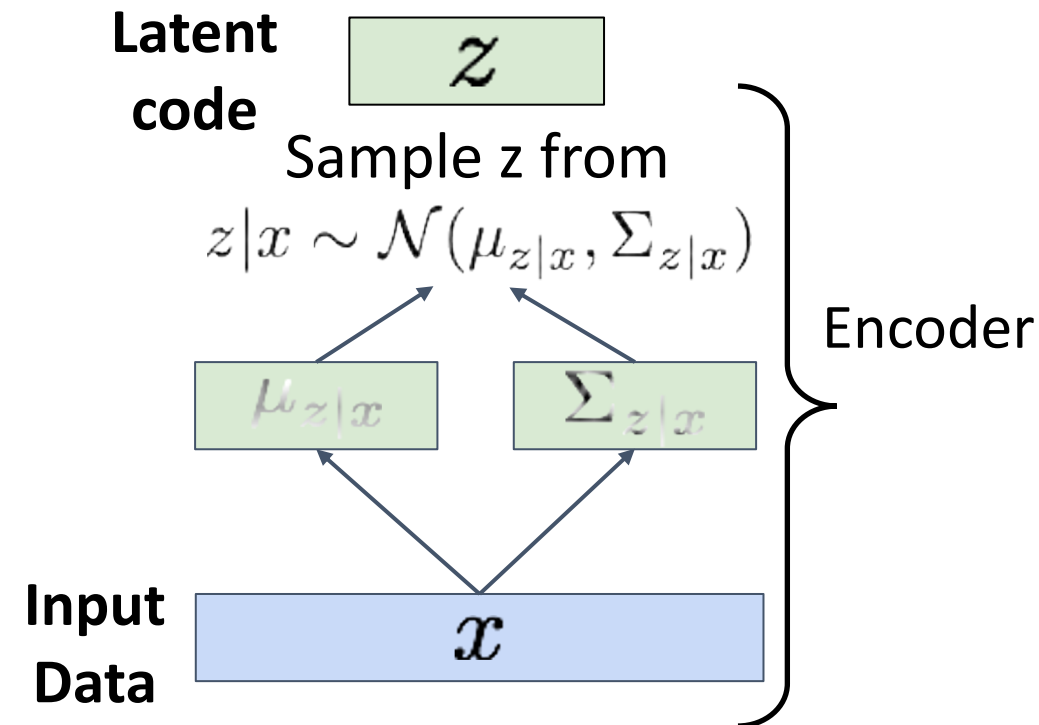 Latent
code
z
Sample z from
z|x ∼ 𝒩(μ_{z|x}, Σ_{z|x})
Encoder
μ_{z|x}
Σ_{z|x}
Input
Data
x